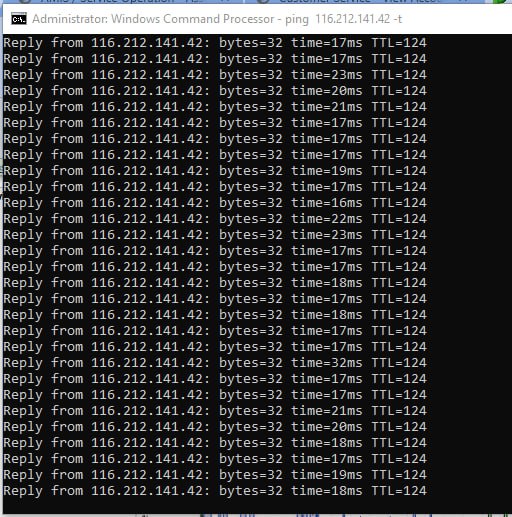 Administrator: Windows Command Processor - ping 116.212.141.42 -t
Reply from 116.212.141.42: bytes=32 time=17ms TTL=124
Reply from 116.212.141.42: bytes=32 time=17ms TTL=124
Reply from 116.212.141.42: bytes=32 time=23ms TTL=124
Reply from 116.212.141.42: bytes=32 time=20ms TTL=124
Reply from 116.212.141.42: bytes=32 time=21ms TTL=124
Reply from 116.212.141.42: bytes=32 time=17ms TTL=124
Reply from 116.212.141.42: bytes=32 time=17ms TTL=124
Reply from 116.212.141.42: bytes=32 time=17ms TTL=124
Reply from 116.212.141.42: bytes=32 time=19ms TTL=124
Reply from 116.212.141.42: bytes=32 time=17ms TTL=124
Reply from 116.212.141.42: bytes=32 time=16ms TTL=124
Reply from 116.212.141.42: bytes=32 time=22ms TTL=124
Reply from 116.212.141.42: bytes=32 time=23ms TTL=124
Reply from 116.212.141.42: bytes=32 time=17ms TTL=124
Reply from 116.212.141.42: bytes=32 time=17ms TTL=124
Reply from 116.212.141.42: bytes=32 time=18ms TTL=124
Reply from 116.212.141.42: bytes=32 time=17ms TTL=124
Reply from 116.212.141.42: bytes=32 time=18ms TTL=124
Reply from 116.212.141.42: bytes=32 time=17ms TTL=124
Reply from 116.212.141.42: bytes=32 time=17ms TTL=124
Reply from 116.212.141.42: bytes=32 time=32ms TTL=124
Reply from 116.212.141.42: bytes=32 time=17ms TTL=124
Reply from 116.212.141.42: bytes=32 time=17ms TTL=124
Reply from 116.212.141.42: bytes=32 time=21ms TTL=124
Reply from 116.212.141.42: bytes=32 time=20ms TTL=124
Reply from 116.212.141.42: bytes=32 time=18ms TTL=124
Reply from 116.212.141.42: bytes=32 time=17ms TTL=124
Reply from 116.212.141.42: bytes=32 time=19ms TTL=124
Reply from 116.212.141.42: bytes=32 time=18ms TTL=124